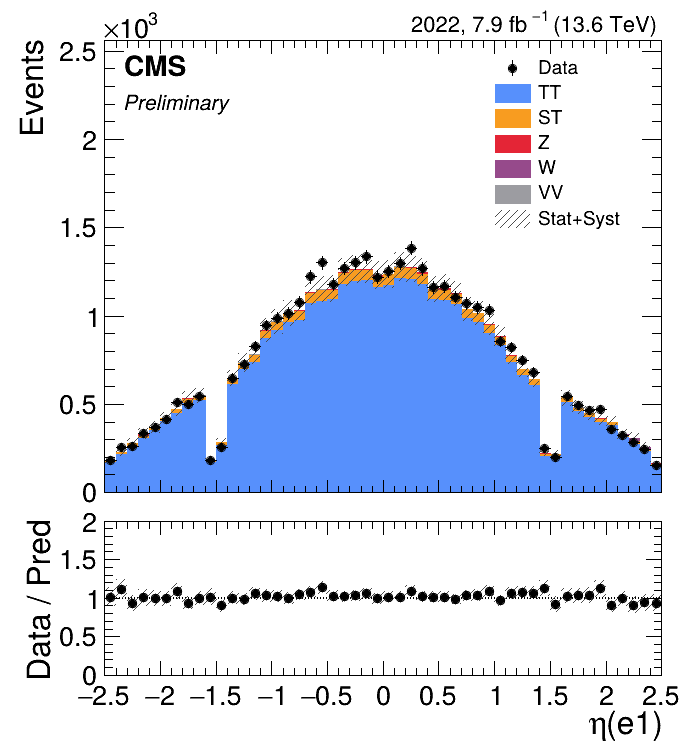 ×10³
2022, 7.9 fb⁻¹ (13.6 TeV)
Events
2.5
2
1.5
1
0.5
0
CMS
Preliminary
Data
TT
ST
Z
W
VV
Stat+Syst
Data / Pred
2
1.5
1
0.5
0
−2.5 −2 −1.5 −1 −0.5 0 0.5 1 1.5 2 2.5
η(e1)